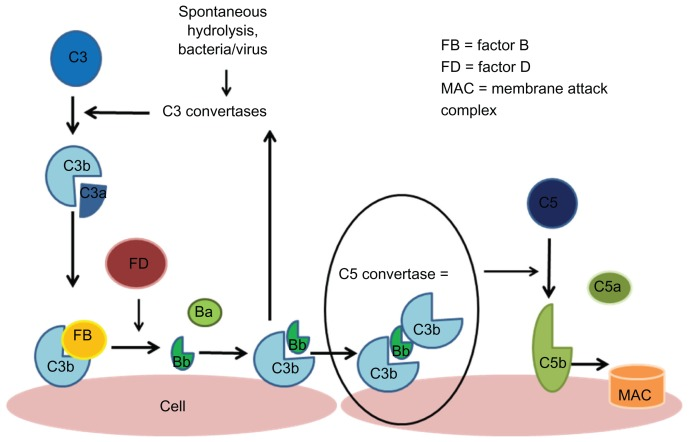 Spontaneous
hydrolysis,
bacteria/virus
FB = factor B
FD = factor D
MAC = membrane attack
complex
C3
C3 convertases
C3b
C3a
FD
Ba
FB
C3b
Bb
Bb
C3b
C5 convertase =
C3b
Bb
C3b
C5
C5a
C5b
MAC
Cell